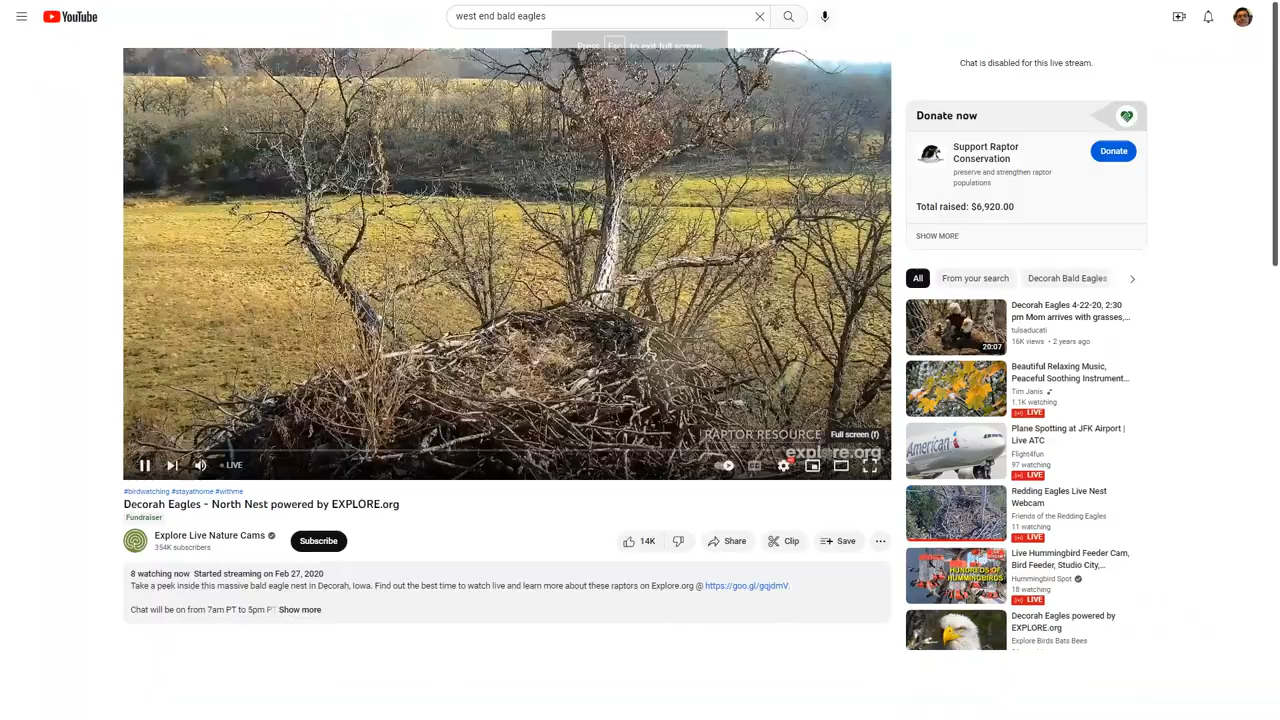 YouTube
west end bald eagles
Press Esc to exit full screen
Chat is disabled for this live stream.
Donate now
Support Raptor
Conservation
preserve and strengthen raptor
populations
Donate
Total raised: $6,920.00
SHOW MORE
All
From your search
Decorah Bald Eagles
Decorah Eagles 4-22-20, 2:30
pm Mom arrives with grasses,...
tulsaducati
16K views • 2 years ago
20:07
Beautiful Relaxing Music,
Peaceful Soothing Instrument...
Tim Janis
1.1K watching
LIVE
Plane Spotting at JFK Airport |
Live ATC
Flight4fun
97 watching
LIVE
American
Redding Eagles Live Nest
Webcam
Friends of the Redding Eagles
11 watching
LIVE
Live Hummingbird Feeder Cam,
Bird Feeder, Studio City,...
Hummingbird Spot
18 watching
LIVE
HUNDREDS OF
HUMMINGBIRDS
Decorah Eagles powered by
EXPLORE.org
Explore Birds Bats Bees
RAPTOR RESOURCE
explore.org
Full screen (f)
LIVE
#birdwatching #stayathome #withme
Decorah Eagles - North Nest powered by EXPLORE.org
Fundraiser
Explore Live Nature Cams
354K subscribers
Subscribe
14K
Share
Clip
Save
8 watching now Started streaming on Feb 27, 2020
Take a peek inside this massive bald eagle nest in Decorah, Iowa. Find out the best time to watch live and learn more about these raptors on Explore.org @ https://goo.gl/gqjdmV.
Chat will be on from 7am PT to 5pm PT Show more